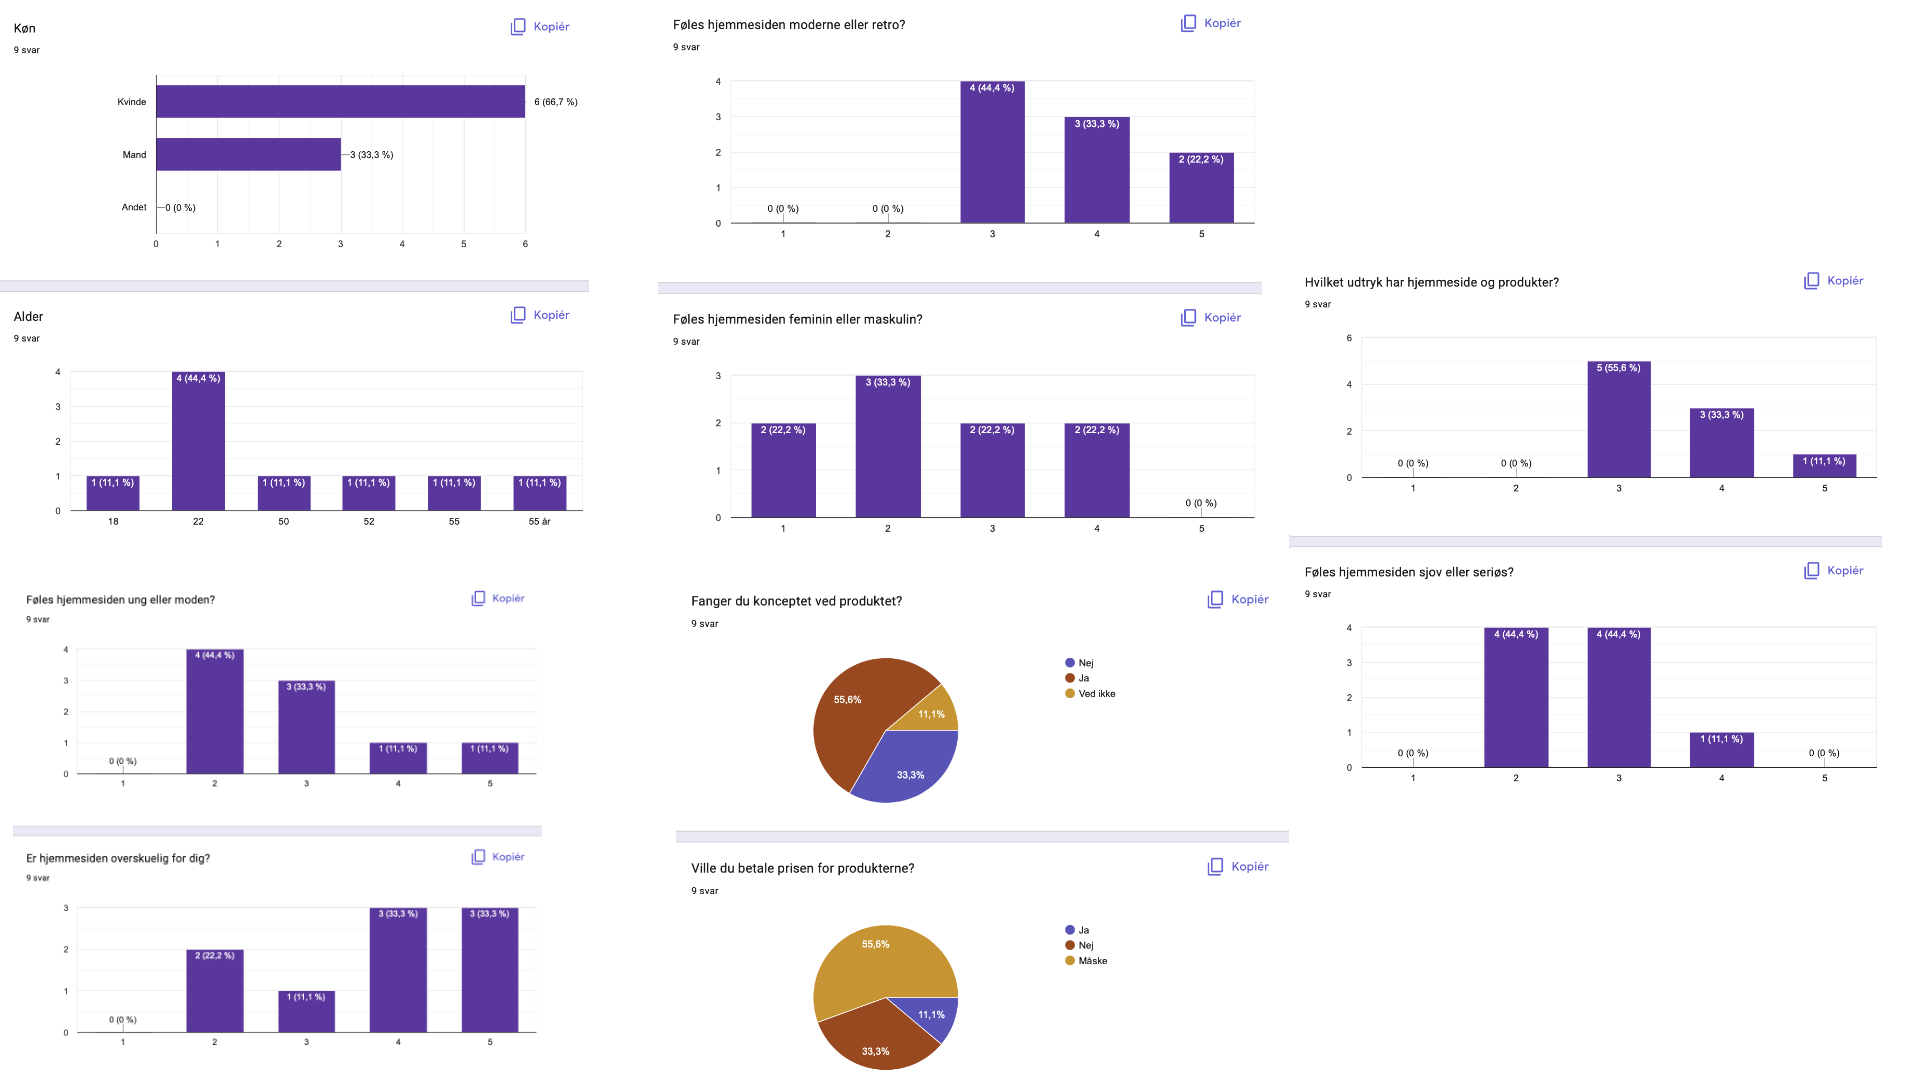 Køn
Kopiér
9 svar
Kvinde
6 (66,7 %)
Mand
3 (33,3 %)
Andet
0 (0 %)
0 1 2 3 4 5 6
Alder
Kopiér
9 svar
4
3
2
1
0
1 (11,1 %)
4 (44,4 %)
1 (11,1 %)
1 (11,1 %)
1 (11,1 %)
1 (11,1 %)
18 22 50 52 55 55 år
Føles hjemmesiden ung eller moden?
Kopiér
9 svar
4
3
2
1
0
0 (0 %)
4 (44,4 %)
3 (33,3 %)
1 (11,1 %)
1 (11,1 %)
1 2 3 4 5
Er hjemmesiden overskuelig for dig?
Kopiér
9 svar
3
2
1
0
0 (0 %)
2 (22,2 %)
1 (11,1 %)
3 (33,3 %)
3 (33,3 %)
1 2 3 4 5
Føles hjemmesiden moderne eller retro?
Kopiér
9 svar
4
3
2
1
0
0 (0 %)
0 (0 %)
4 (44,4 %)
3 (33,3 %)
2 (22,2 %)
1 2 3 4 5
Føles hjemmesiden feminin eller maskulin?
Kopiér
9 svar
3
2
1
0
2 (22,2 %)
3 (33,3 %)
2 (22,2 %)
2 (22,2 %)
0 (0 %)
1 2 3 4 5
Fanger du konceptet ved produktet?
Kopiér
9 svar
Nej
Ja
Ved ikke
55,6%
11,1%
33,3%
Ville du betale prisen for produkterne?
Kopiér
9 svar
Ja
Nej
Måske
55,6%
11,1%
33,3%
Hvilket udtryk har hjemmeside og produkter?
Kopiér
9 svar
6
4
2
0
0 (0 %)
0 (0 %)
5 (55,6 %)
3 (33,3 %)
1 (11,1 %)
1 2 3 4 5
Føles hjemmesiden sjov eller seriøs?
Kopiér
9 svar
4
3
2
1
0
0 (0 %)
4 (44,4 %)
4 (44,4 %)
1 (11,1 %)
0 (0 %)
1 2 3 4 5